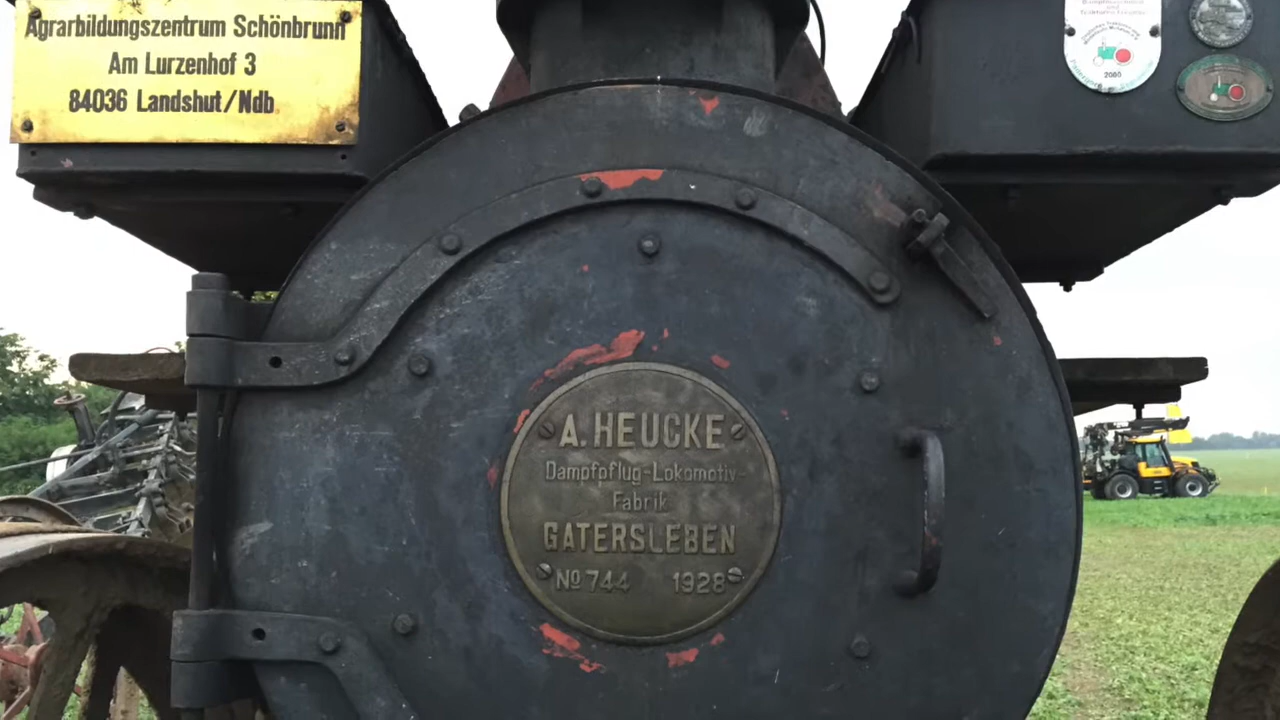 Agrarbildungszentrum Schönbrunn
Am Lurzenhof 3
84036 Landshut/Ndb
2000
A. HEUCKE
Dampfpflug-Lokomotiv-
Fabrik
GATERSLEBEN
Nº 744 1928